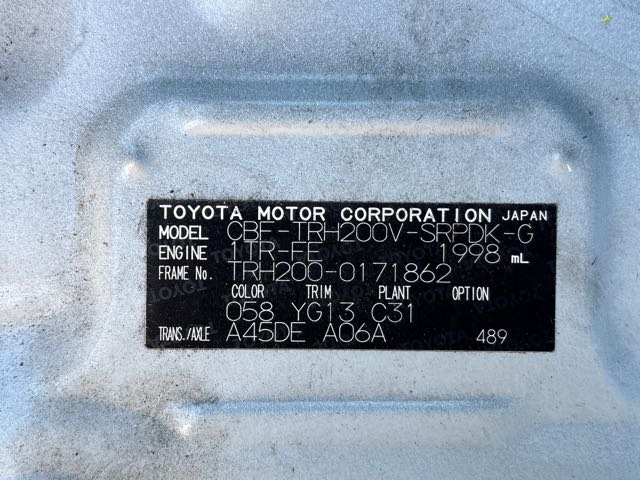 TOYOTA MOTOR CORPORATION JAPAN
MODEL CBF-TRH200V-SRPDK-G
ENGINE 1TR-FE 1998 mL
FRAME No. TRH200-0171862
COLOR TRIM PLANT OPTION
058 YG13 C31
TRANS./AXLE A45DE A06A 489